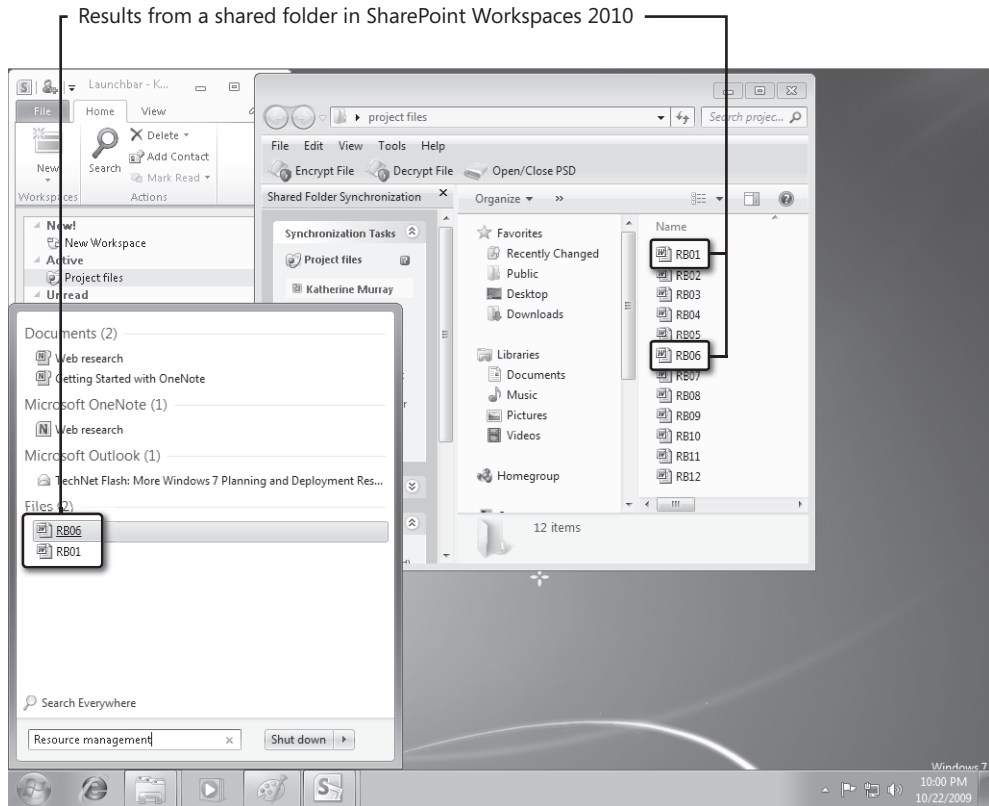 Results from a shared folder in SharePoint Workspaces 2010
Launchbar - K...
File Home View
New
Search
Delete
Add Contact
Mark Read
Workspaces Actions
New!
New Workspace
Active
Project files
Unread
project files
Search projec...
File Edit View Tools Help
Encrypt File Decrypt File Open/Close PSD
Shared Folder Synchronization
Synchronization Tasks
Project files
Katherine Murray
Organize
Favorites
Recently Changed
Public
Desktop
Downloads
Libraries
Documents
Music
Pictures
Videos
Homegroup
Name
RB01
RB02
RB03
RB04
RB05
RB06
RB07
RB08
RB09
RB10
RB11
RB12
12 items
Documents (2)
Web research
Getting Started with OneNote
Microsoft OneNote (1)
Web research
Microsoft Outlook (1)
TechNet Flash: More Windows 7 Planning and Deployment Res...
Files (2)
RB06
RB01
Search Everywhere
Resource management
Shut down
Windows 7
10:00 PM
10/22/2009